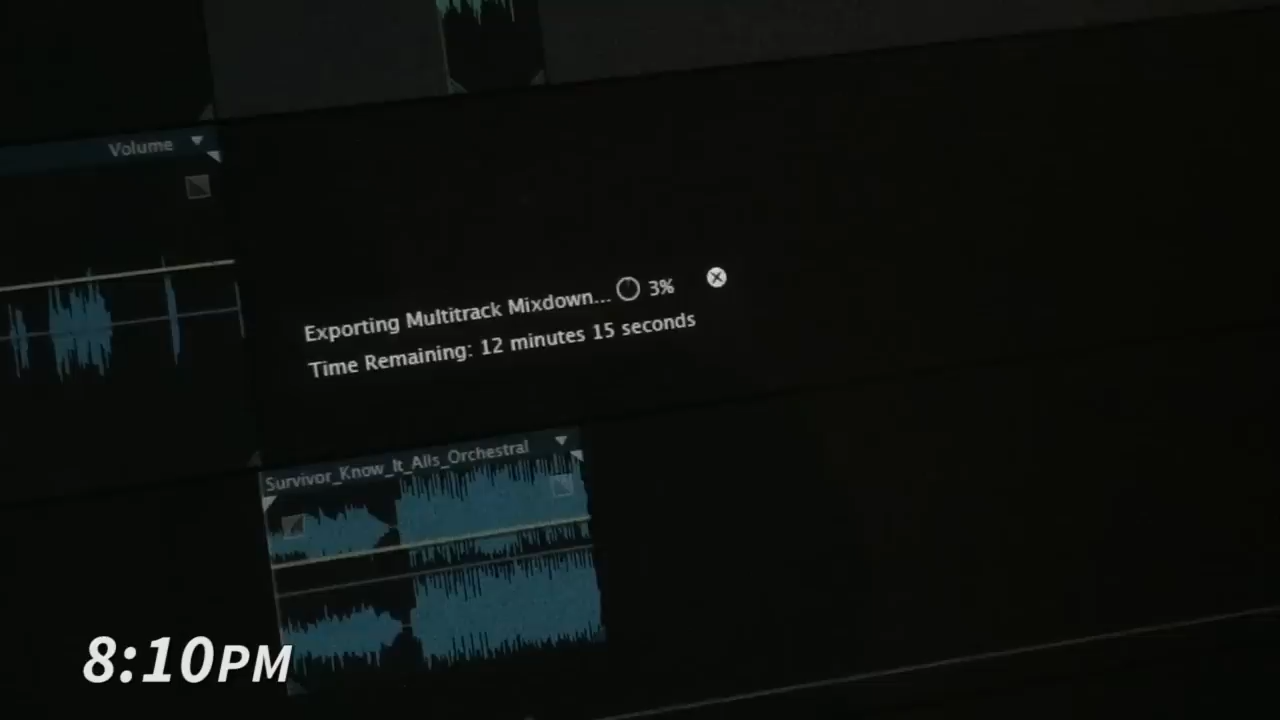 Volume
Exporting Multitrack Mixdown... 3%
Time Remaining: 12 minutes 15 seconds
Survivor_Know_It_Alls_Orchestral
8:10PM